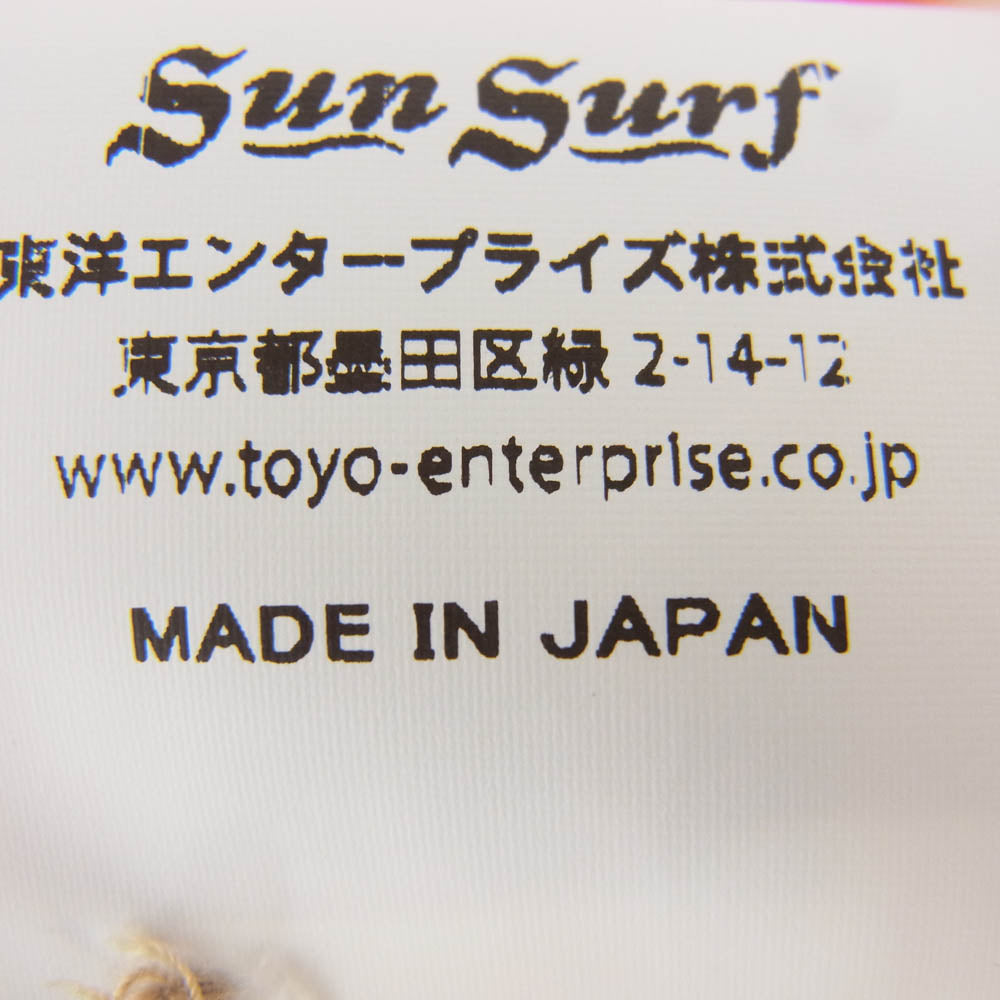 Sun Surf
東洋エンタープライズ株式会社
東京都墨田区緑 2-14-12
www.toyo-enterprise.co.jp
MADE IN JAPAN